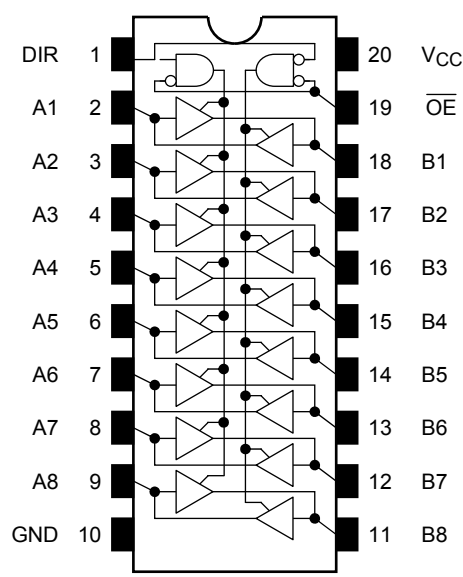 DIR 1 20 VCC
A1 2 19 OE
A2 3 18 B1
A3 4 17 B2
A4 5 16 B3
A5 6 15 B4
A6 7 14 B5
A7 8 13 B6
A8 9 12 B7
GND 10 11 B8